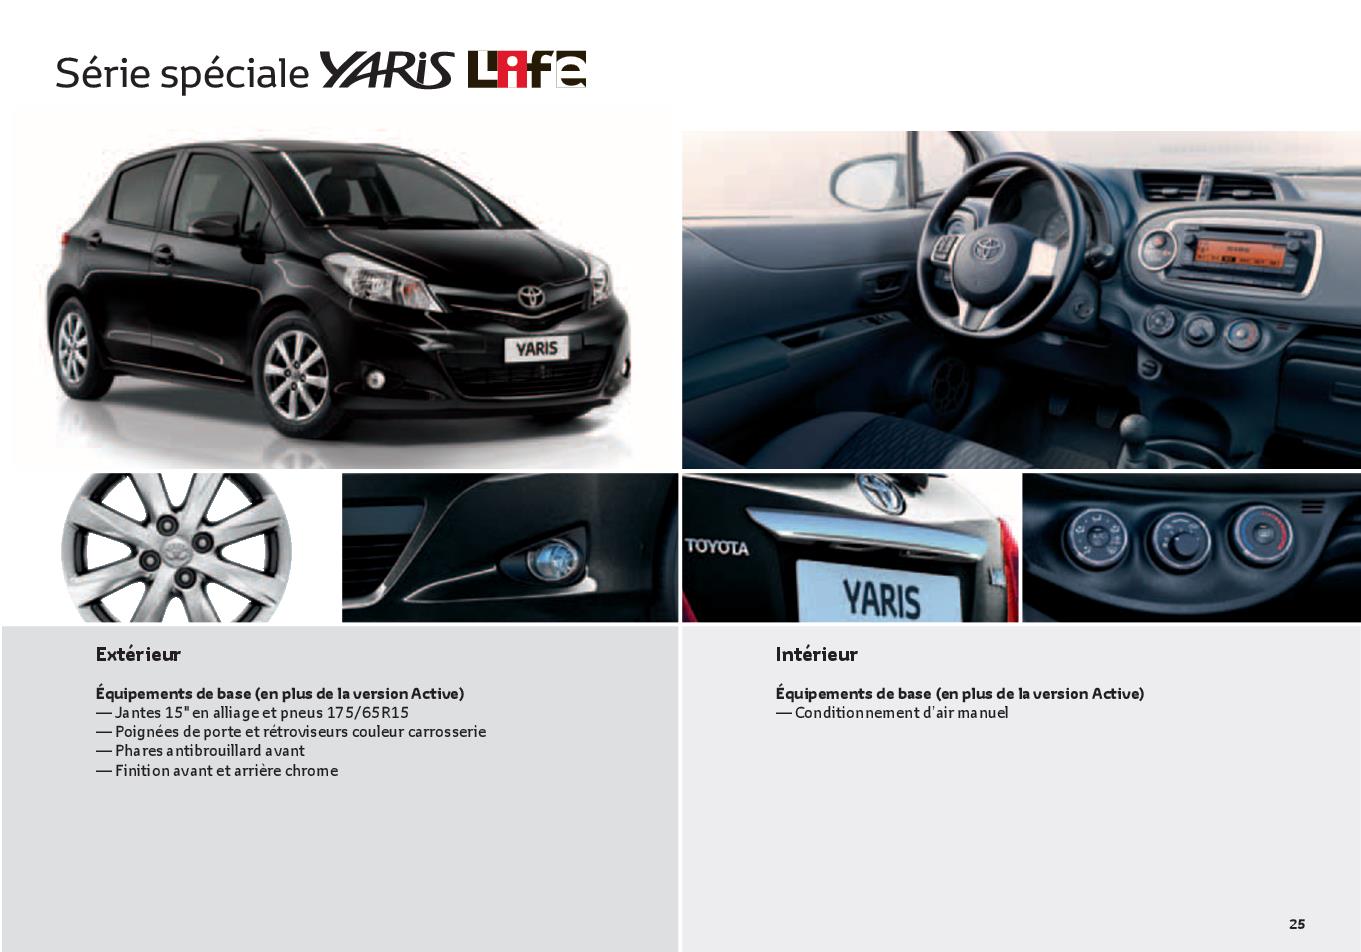 Série spéciale YARiS Life
YARIS
TOYOTA
YARIS
Extérieur
Équipements de base (en plus de la version Active)
— Jantes 15" en alliage et pneus 175/65R15
— Poignées de porte et rétroviseurs couleur carrosserie
— Phares antibrouillard avant
— Finition avant et arrière chrome
Intérieur
Équipements de base (en plus de la version Active)
— Conditionnement d'air manuel
25